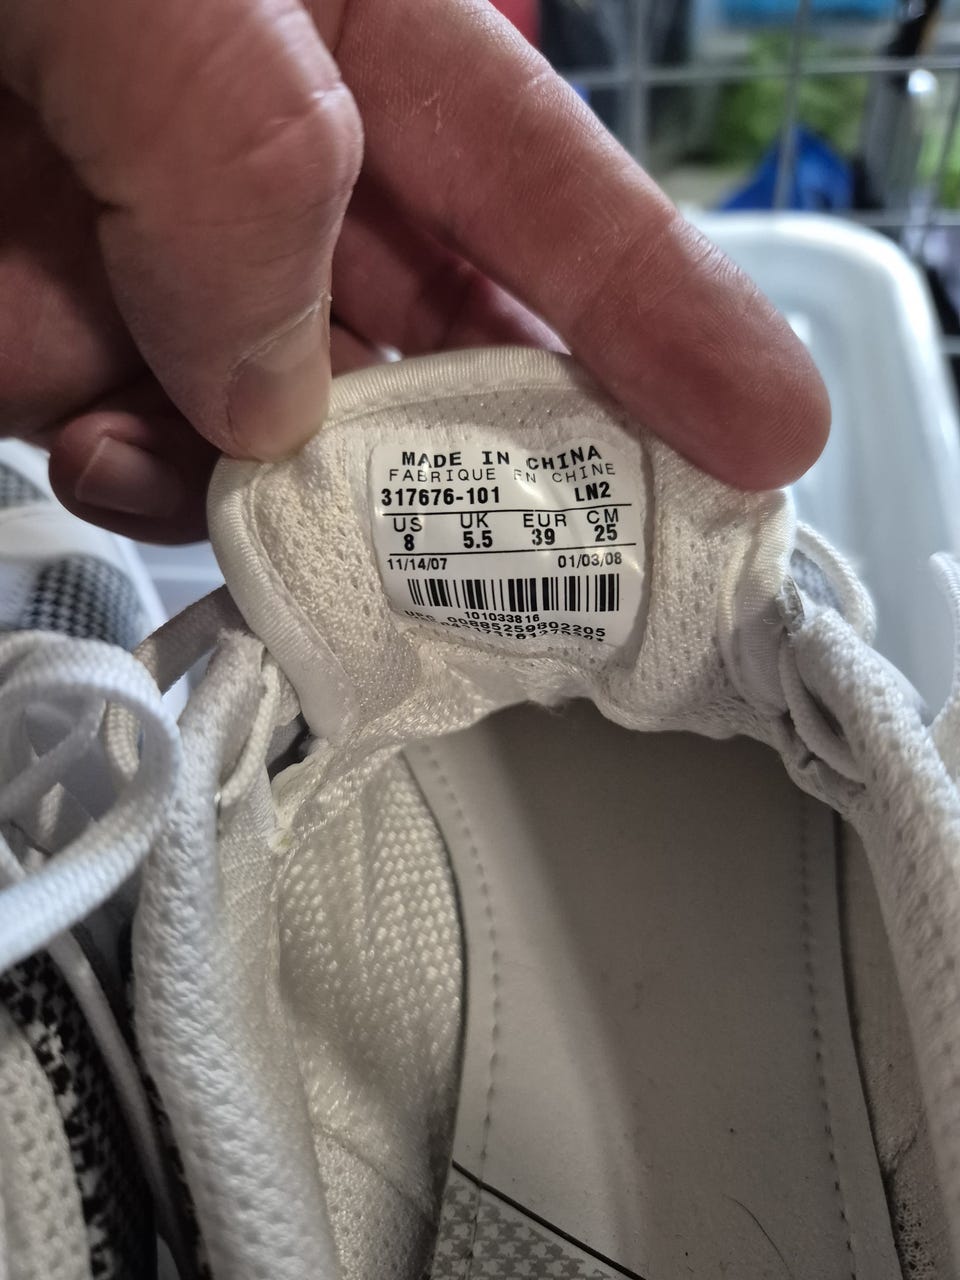 MADE IN CHINA
FABRIQUE EN CHINE
317676-101 LN2
US UK EUR CM
8 5.5 39 25
11/14/07 01/03/08
101033816
00885259802205